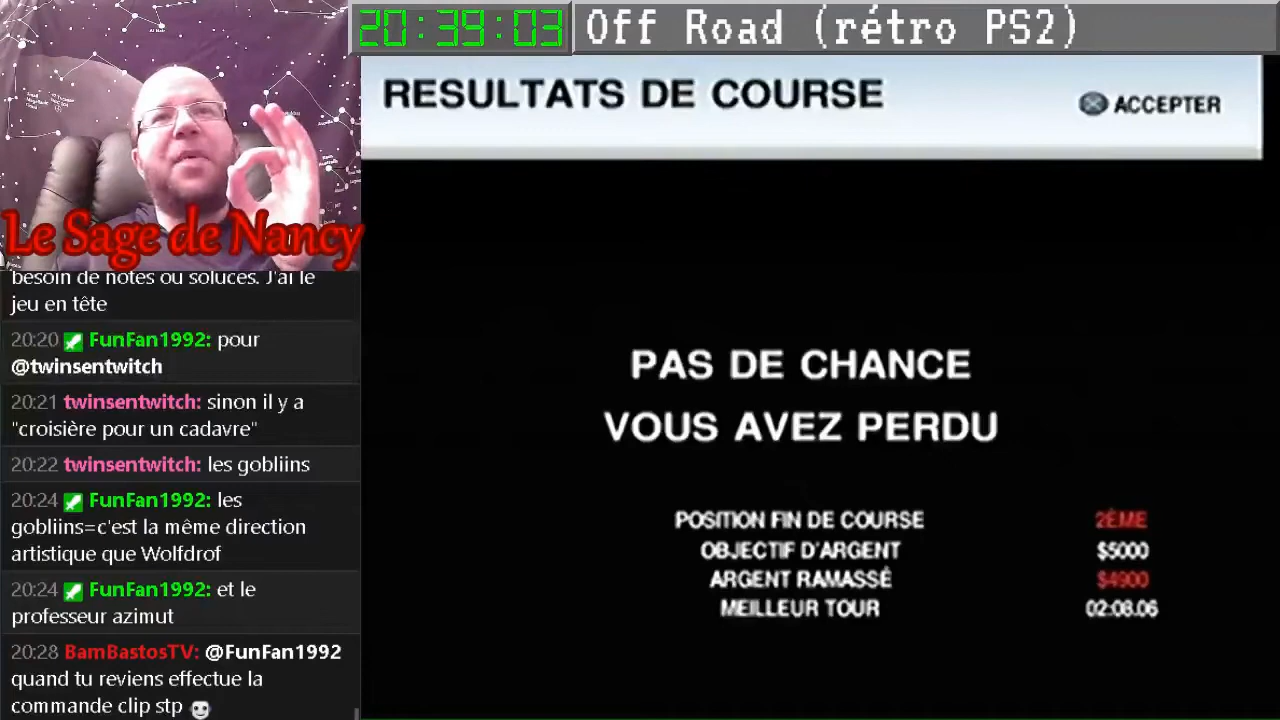 20:39:03 Off Road (rétro PS2)
RESULTATS DE COURSE
ACCEPTER
Le Sage de Nancy
besoin de notes ou soluces. J'ai le
jeu en tête
20:20 FunFan1992: pour
@twinsentwitch
20:21 twinsentwitch: sinon il y a
"croisière pour un cadavre"
20:22 twinsentwitch: les gobliins
20:24 FunFan1992: les
gobliins=c'est la même direction
artistique que Wolfdrof
20:24 FunFan1992: et le
professeur azimut
20:28 BamBastosTV: @FunFan1992
quand tu reviens effectue la
commande clip stp
PAS DE CHANCE
VOUS AVEZ PERDU
POSITION FIN DE COURSE 2ÈME
OBJECTIF D'ARGENT $5000
ARGENT RAMASSÉ $4900
MEILLEUR TOUR 02:08.06